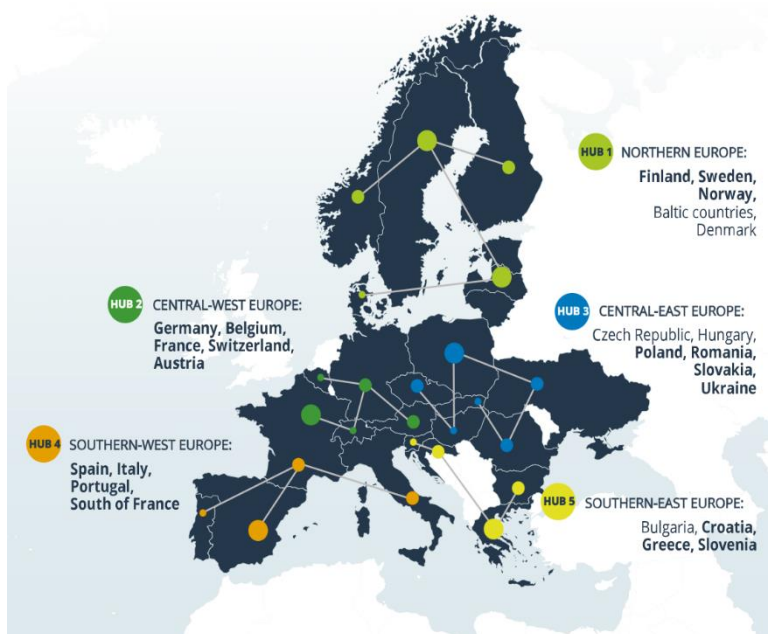 HUB 1 NORTHERN EUROPE:
Finland, Sweden,
Norway,
Baltic countries,
Denmark
HUB 2 CENTRAL-WEST EUROPE:
Germany, Belgium,
France, Switzerland,
Austria
HUB 3 CENTRAL-EAST EUROPE:
Czech Republic, Hungary,
Poland, Romania,
Slovakia,
Ukraine
HUB 4 SOUTHERN-WEST EUROPE:
Spain, Italy,
Portugal,
South of France
HUB 5 SOUTHERN-EAST EUROPE:
Bulgaria, Croatia,
Greece, Slovenia